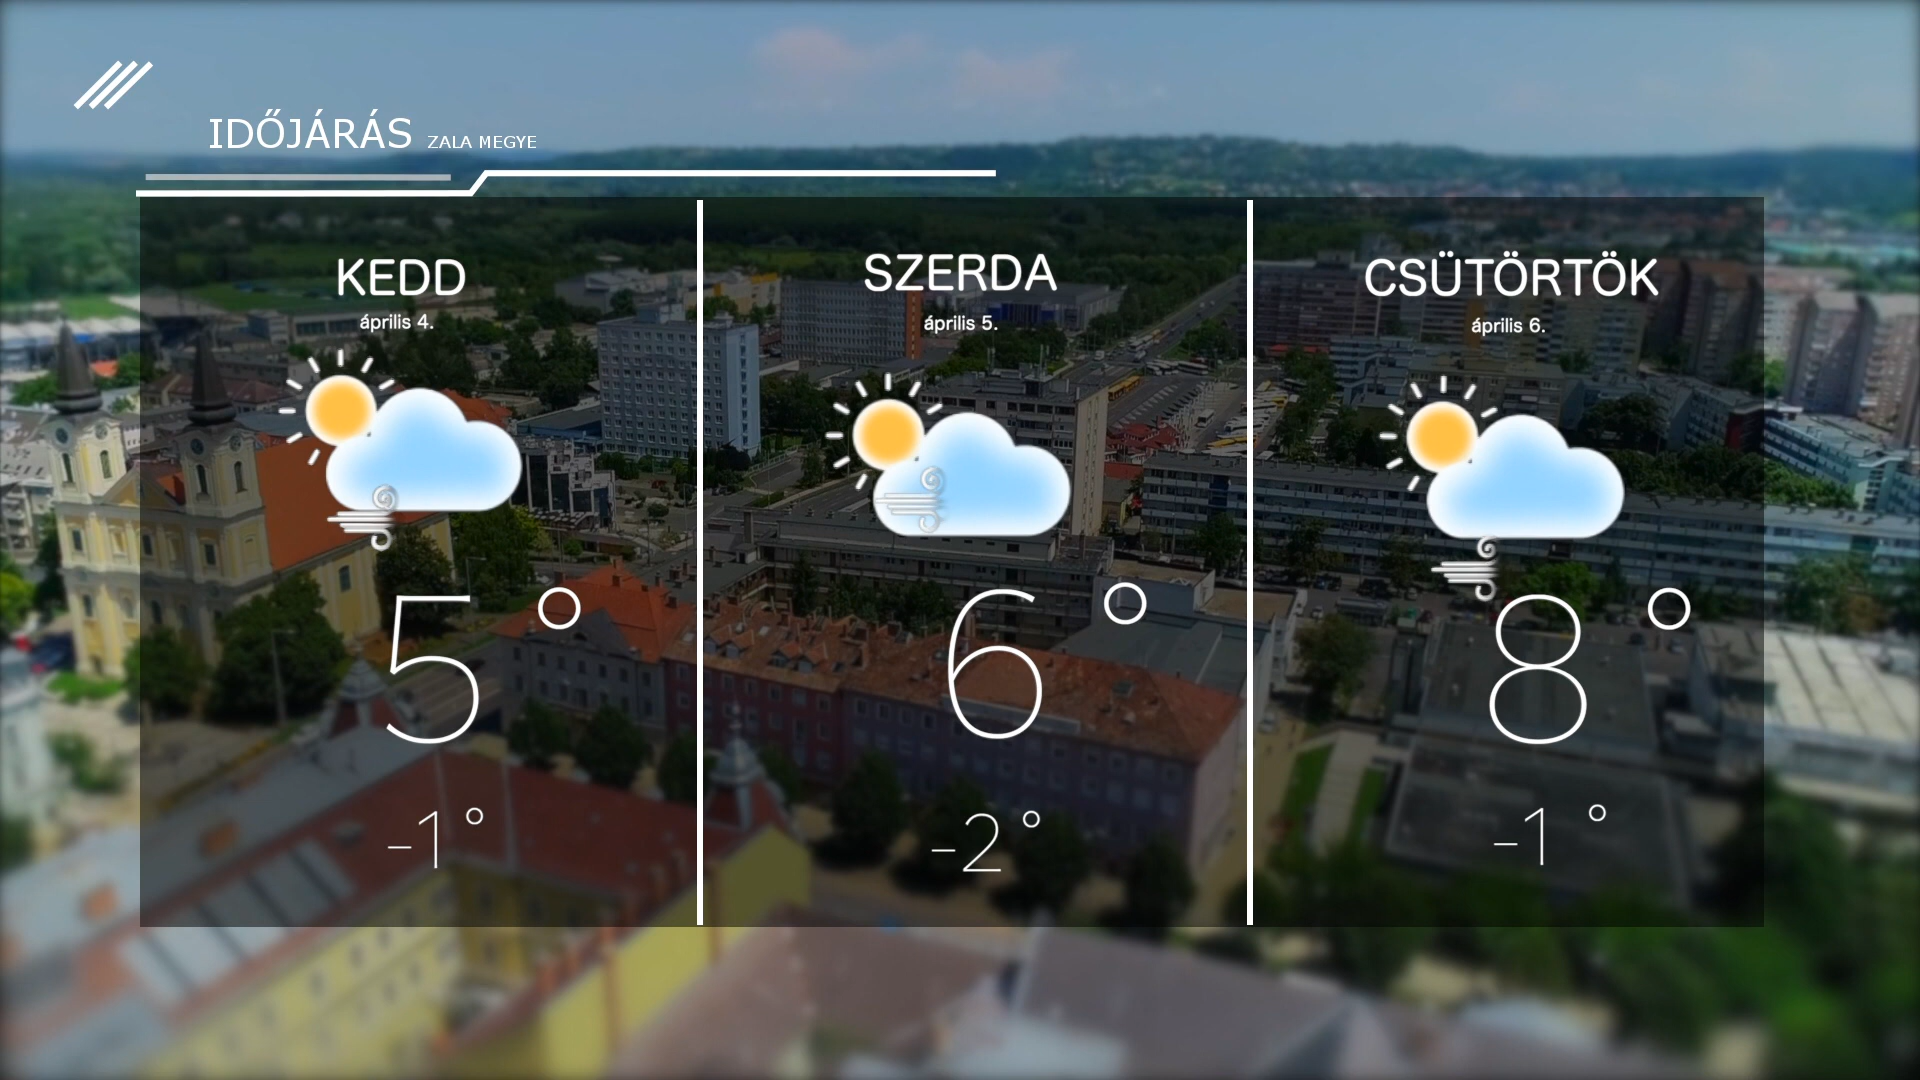 IDŐJÁRÁS ZALA MEGYE
KEDD
április 4.
5°
-1°
SZERDA
április 5.
6°
-2°
CSÜTÖRTÖK
április 6.
8°
-1°